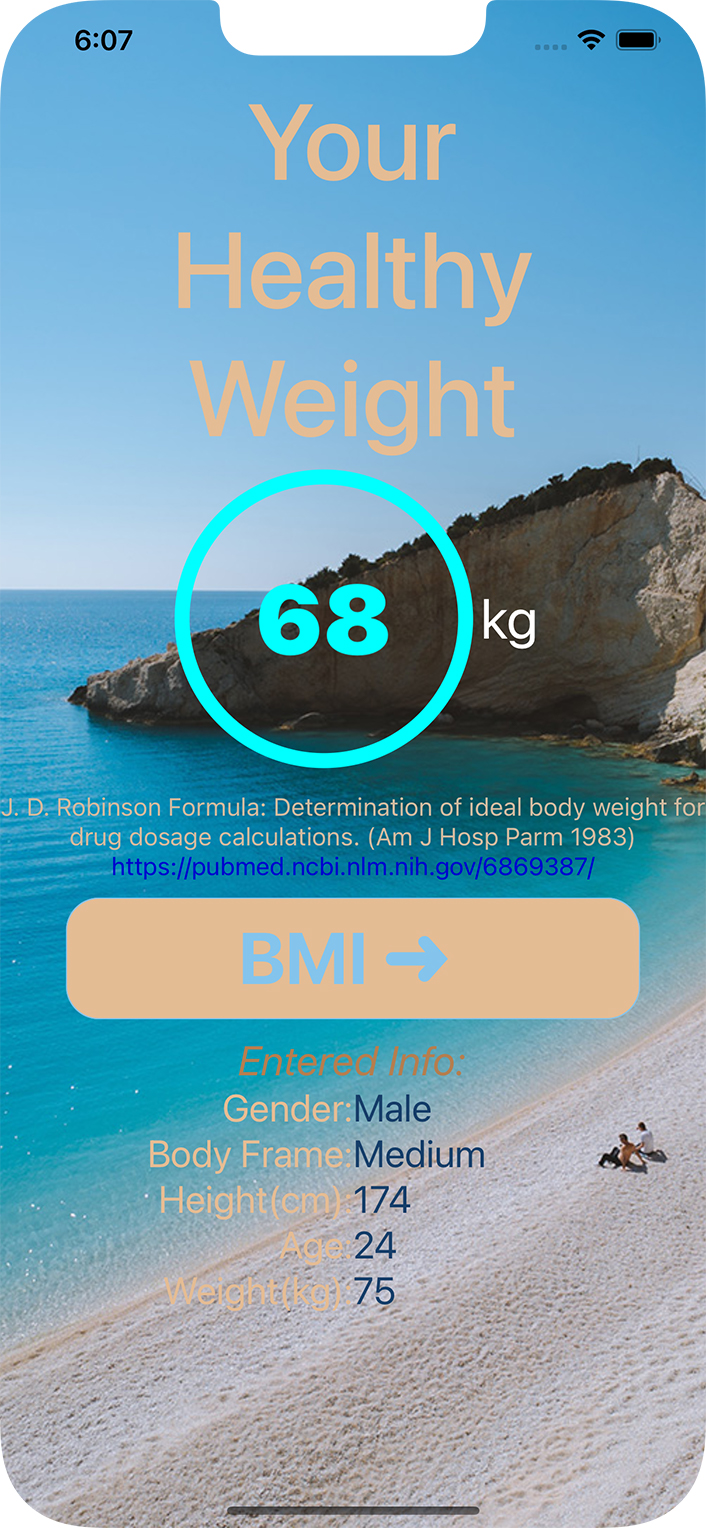 6:07
Your
Healthy
Weight
68 kg
J. D. Robinson Formula: Determination of ideal body weight for
drug dosage calculations. (Am J Hosp Parm 1983)
https://pubmed.ncbi.nlm.nih.gov/6869387/
BMI ➜
Entered Info:
Gender:Male
Body Frame:Medium
Height(cm):174
Age:24
Weight(kg):75